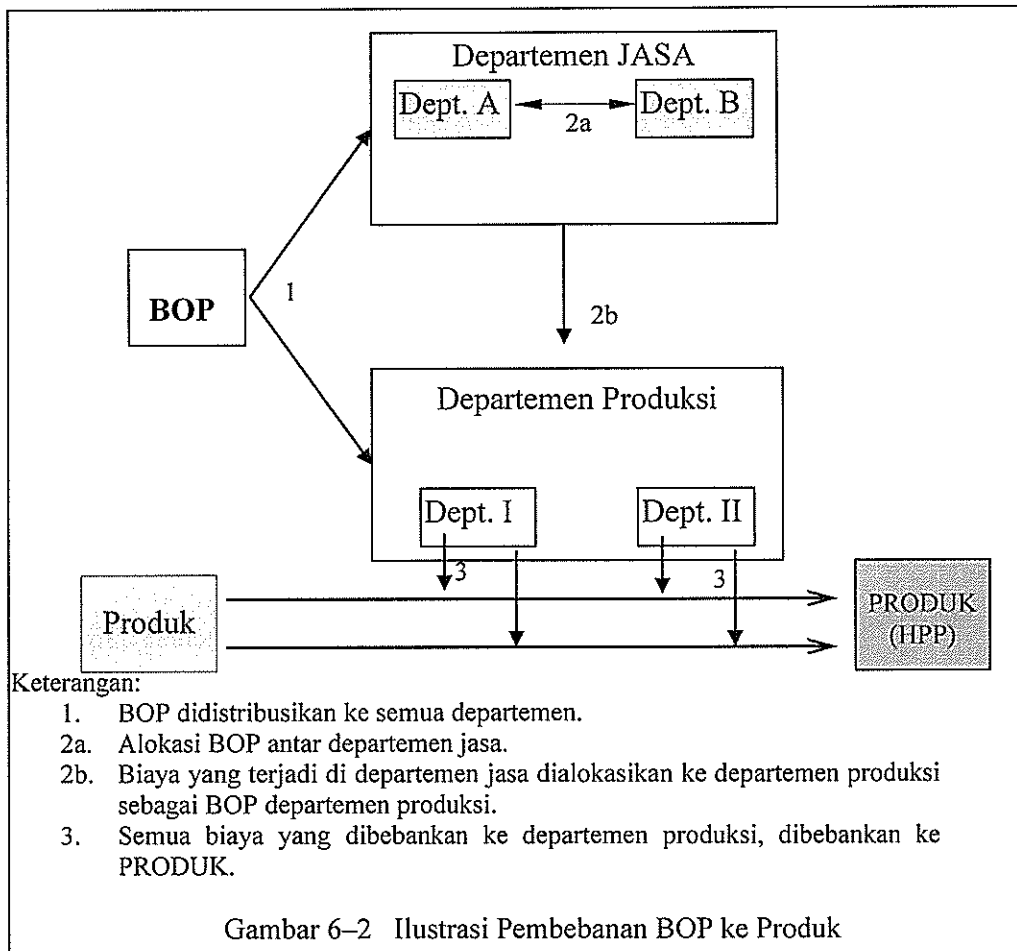 Departemen JASA
Dept. A
Dept. B
2a
BOP
1
2b
Departemen Produksi
Dept. I
Dept. II
3
3
Produk
PRODUK
(HPP)
Keterangan:
1. BOP didistribusikan ke semua departemen.
2a. Alokasi BOP antar departemen jasa.
2b. Biaya yang terjadi di departemen jasa dialokasikan ke departemen produksi
sebagai BOP departemen produksi.
3. Semua biaya yang dibebankan ke departemen produksi, dibebankan ke
PRODUK.
Gambar 6–2 Ilustrasi Pembebanan BOP ke Produk